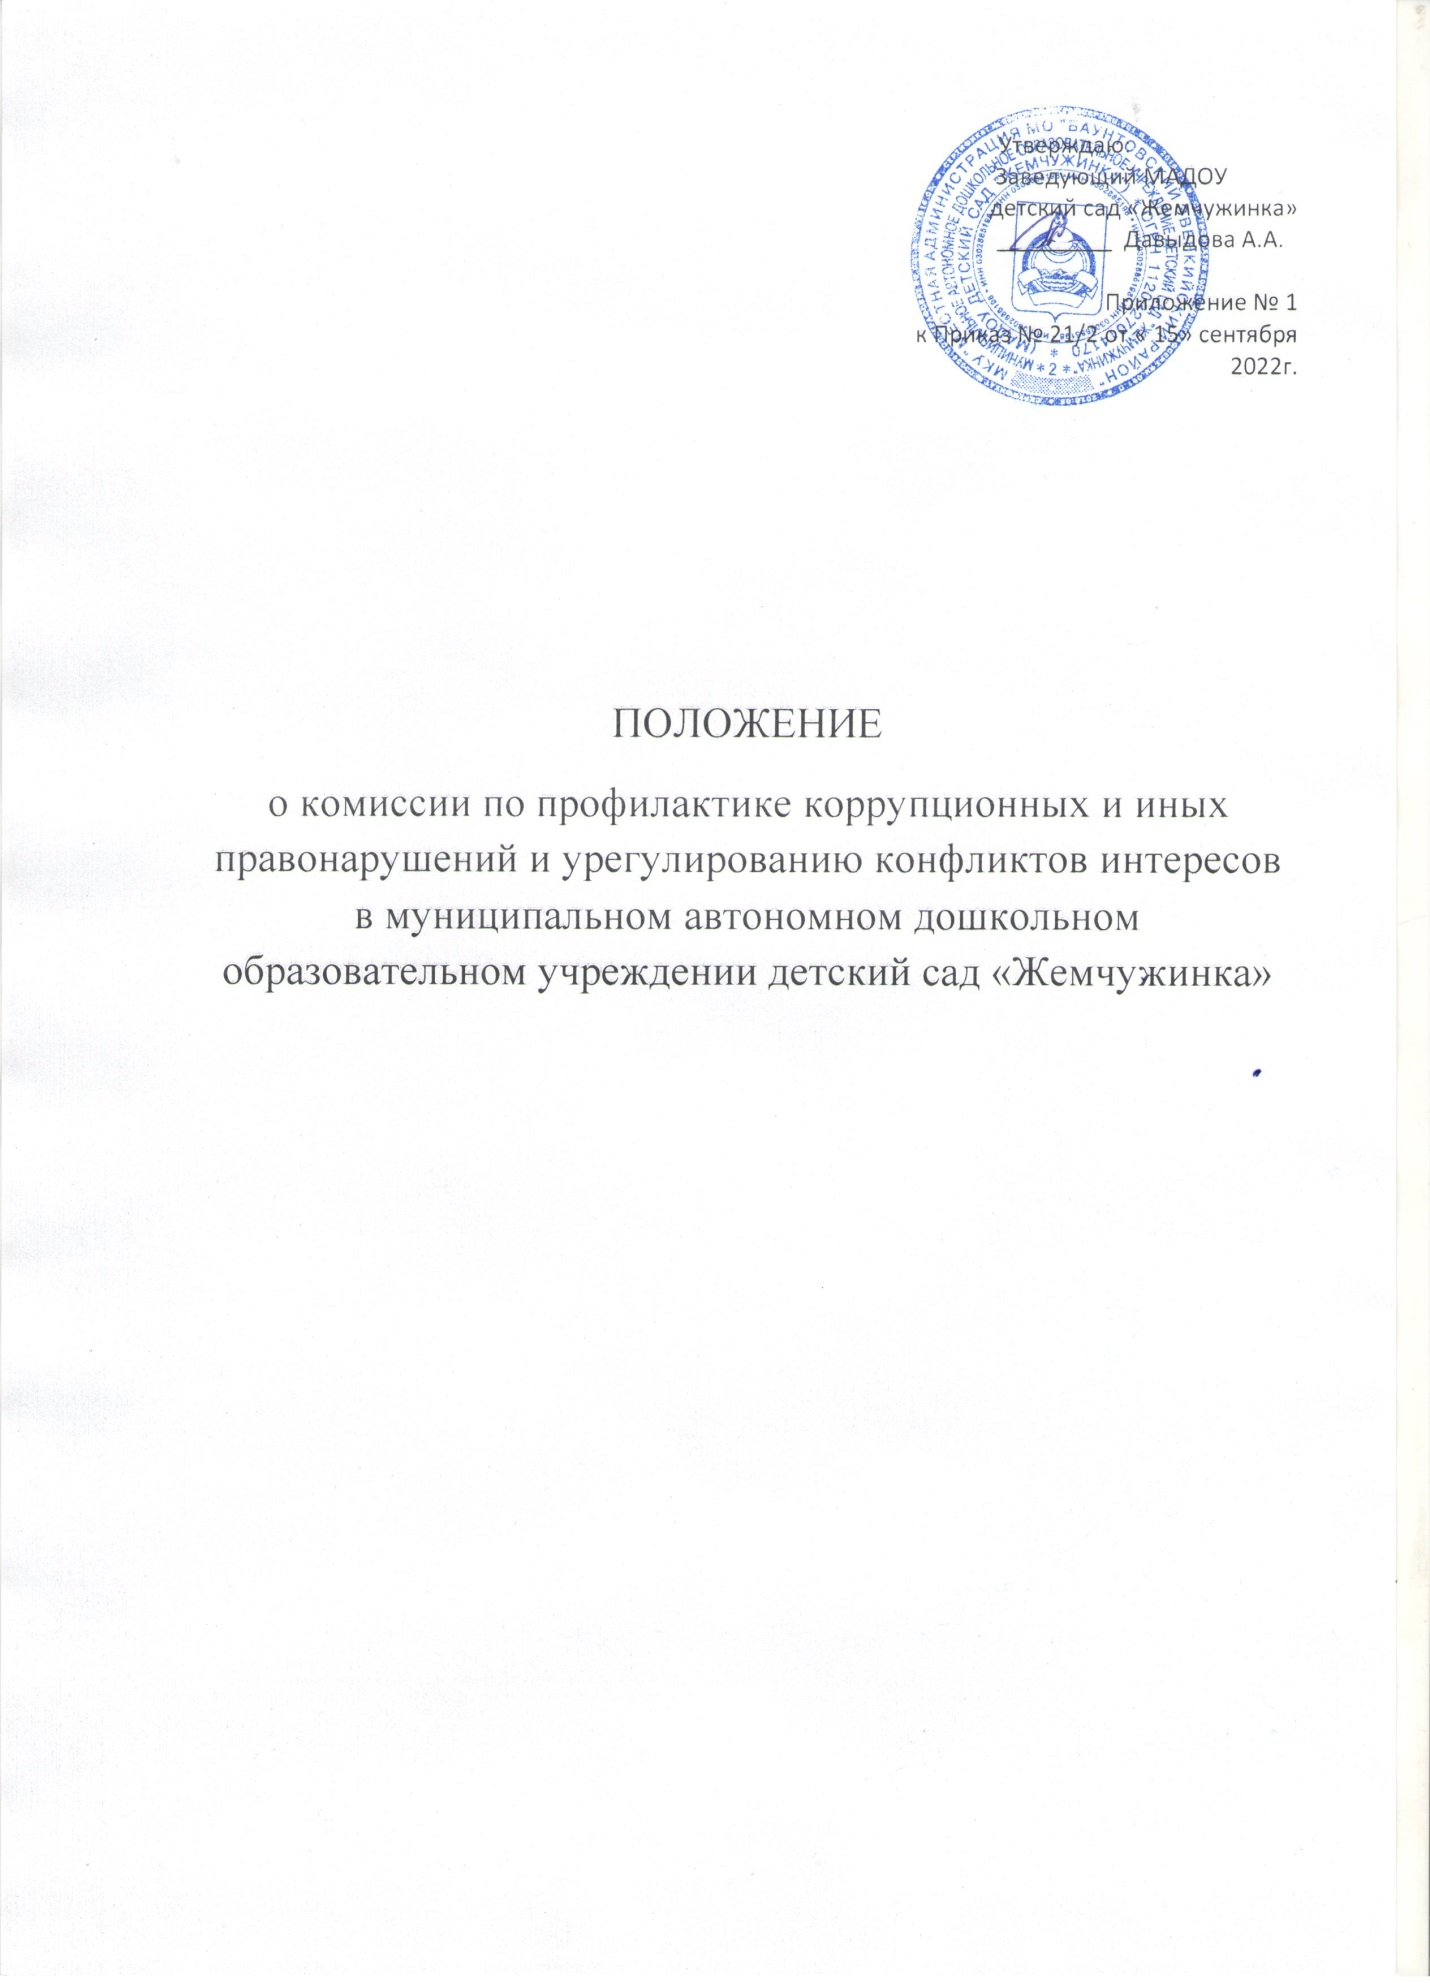 Утверждаю:
Заведующий МАДОУ
детский сад «Жемчужинка»
Давыдова А.А.
Приложение № 1
к Приказ № 21/2 от « 15» сентября
2022г.
ПОЛОЖЕНИЕ
о комиссии по профилактике коррупционных и иных
правонарушений и урегулированию конфликтов интересов
в муниципальном автономном дошкольном
образовательном учреждении детский сад «Жемчужинка»